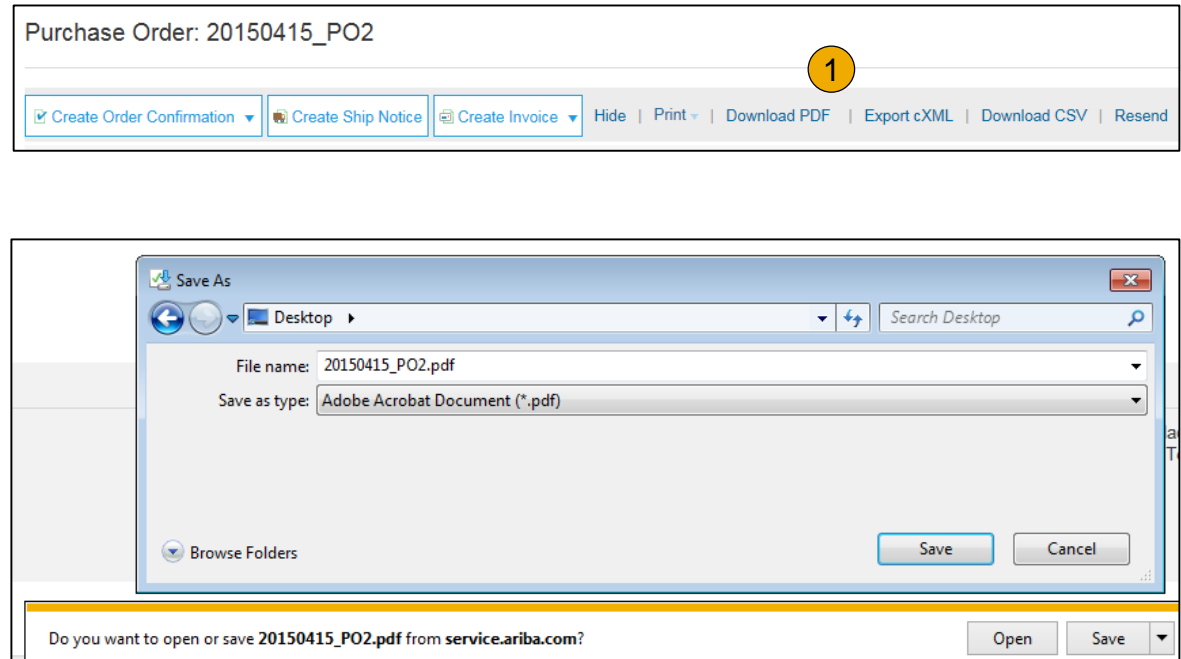 Purchase Order: 20150415_PO2
1
Create Order Confirmation Create Ship Notice Create Invoice Hide | Print | Download PDF | Export cXML | Download CSV | Resend
Save As
Desktop Search Desktop
File name: 20150415_PO2.pdf
Save as type: Adobe Acrobat Document (*.pdf)
Browse Folders Save Cancel
Do you want to open or save 20150415_PO2.pdf from service.ariba.com? Open Save